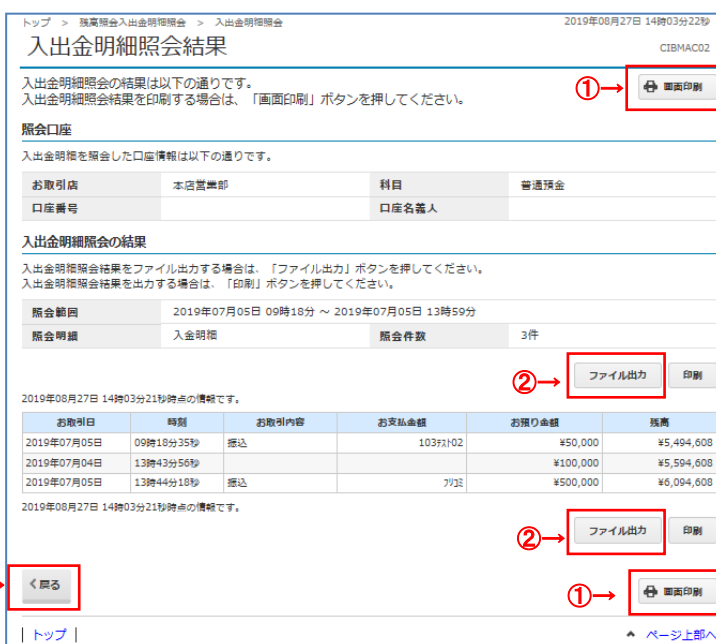 トップ > 残高照会入出金明細照会 > 入出金明細照会
2019年08月27日 14時03分22秒
入出金明細照会結果
CIBMAC02
入出金明細照会の結果は以下の通りです。
入出金明細照会結果を印刷する場合は、「画面印刷」ボタンを押してください。
①→ 画面印刷
照会口座
入出金明細を照会した口座情報は以下の通りです。
お取引店 本店営業部 科目 普通預金
口座番号 口座名義人
入出金明細照会の結果
入出金明細照会結果をファイル出力する場合は、「ファイル出力」ボタンを押してください。
入出金明細照会結果を出力する場合は、「印刷」ボタンを押してください。
照会範囲 2019年07月05日 09時18分 ~ 2019年07月05日 13時59分
照会明細 入金明細 照会件数 3件
②→ ファイル出力 印刷
2019年08月27日 14時03分21秒時点の情報です。
お取引日 時刻 お取引内容 お支払金額 お預り金額 残高
2019年07月05日 09時18分35秒 振込 103テスト02 ¥50,000 ¥5,494,608
2019年07月04日 13時43分56秒 ¥100,000 ¥5,594,608
2019年07月05日 13時44分18秒 振込 フリコミ ¥500,000 ¥6,094,608
2019年08月27日 14時03分21秒時点の情報です。
②→ ファイル出力 印刷
< 戻る
①→ 画面印刷
| トップ |
ページ上部へ